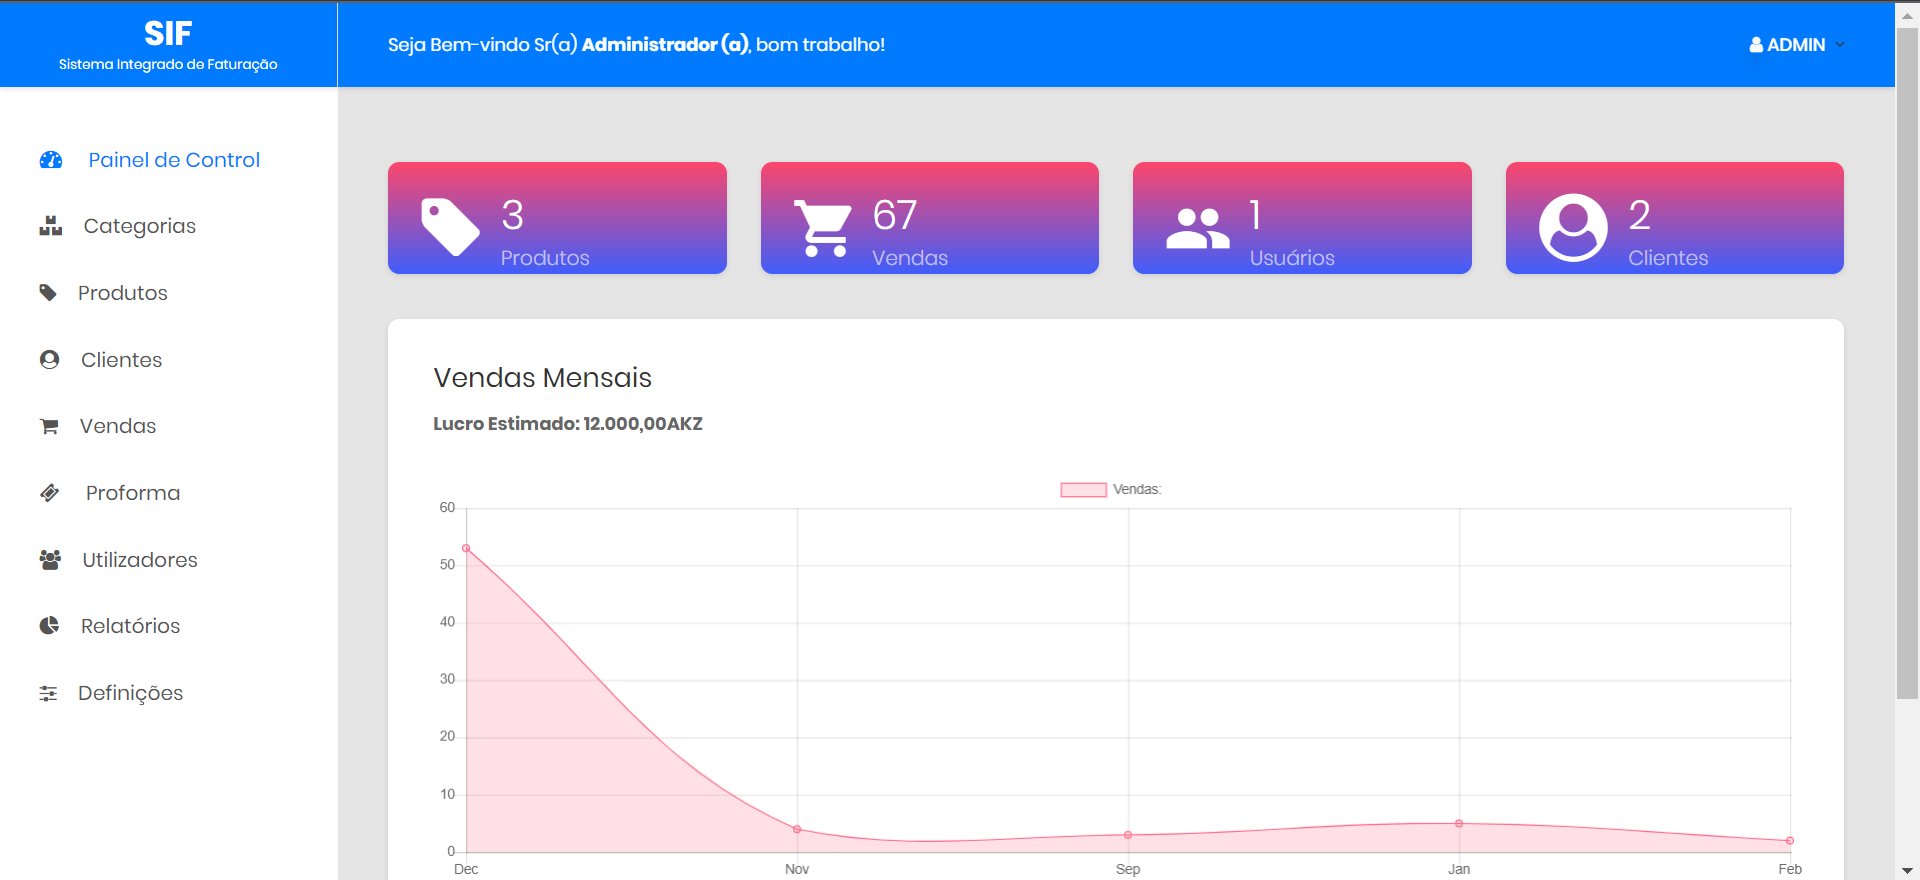 SIF
Sistema Integrado de Faturação
Seja Bem-vindo Sr(a) Administrador (a), bom trabalho!
ADMIN
Painel de Control
Categorias
Produtos
Clientes
Vendas
Proforma
Utilizadores
Relatórios
Definições
3
Produtos
67
Vendas
1
Usuários
2
Clientes
Vendas Mensais
Lucro Estimado: 12.000,00AKZ
Vendas:
60
50
40
30
20
10
0
Dec Nov Sep Jan Feb